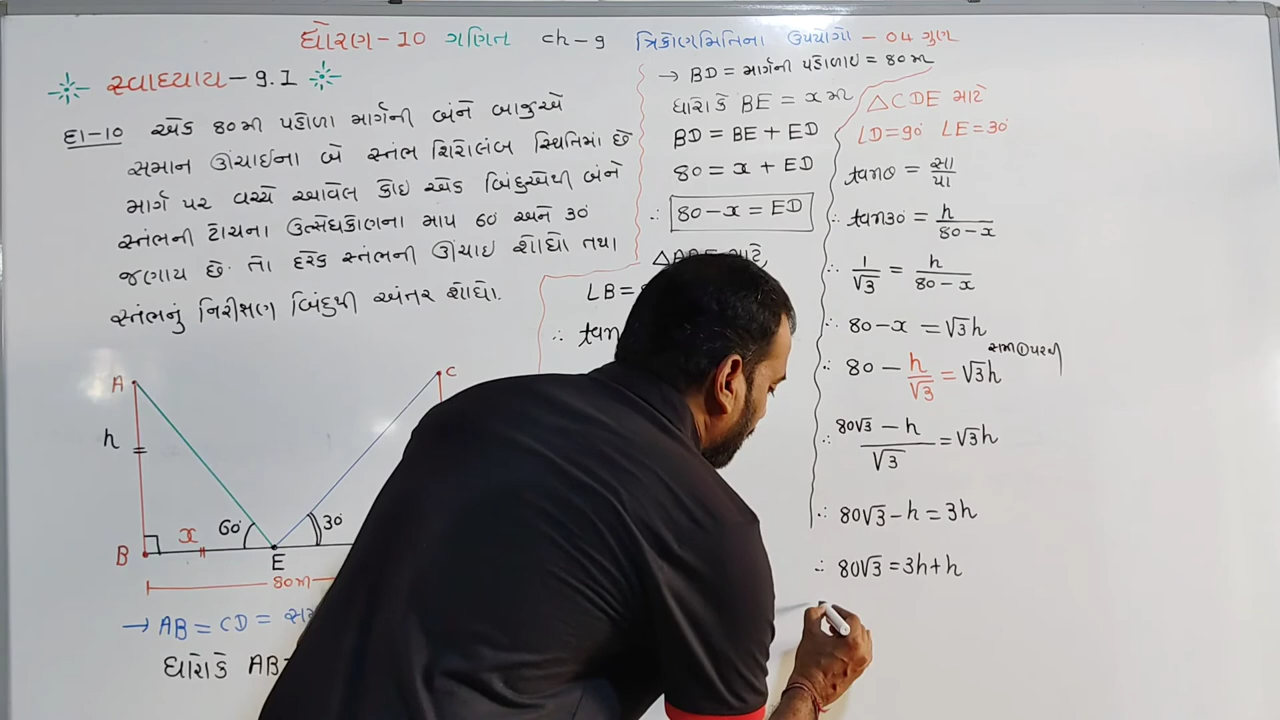 ધોરણ-10 ગણિત ch-9 ત્રિકોણમિતિના ઉપયોગો - 04 ગુણ
સ્વાધ્યાય-9.1
દા-10 એક 80મી પહોળા માર્ગની બંને બાજુએ
સમાન ઊંચાઈના બે સ્તંભ શિરોલંબ સ્થિતિમાં છે
માર્ગ પર વચ્ચે આવેલ કોઇ એક બિંદુએથી બંને
સ્તંભની ટોચના ઉત્સેધકોણના માપ 60° અને 30°
જણાય છે. તો દરેક સ્તંભની ઊંચાઇ શોધો તથા
સ્તંભનું નિરીક્ષણ બિંદુથી અંતર શોધો.
A
C
h
B
x
60°
30°
E
80મી
→ AB = CD =
ધારોકે AB
→ BD = માર્ગની પહોળાઇ = 80મી
ધારોકે BE = x મી
BD = BE + ED
80 = x + ED
∴ 80-x = ED
∠B =
∴ tan
△CDE માટે
∠D=90° ∠E=30°
tanθ = સા/પા
∴ tan30° = h/(80-x)
∴ 1/√3 = h/(80-x)
∴ 80-x = √3h
સમી①પરથી
∴ 80 - h/√3 = √3h
∴ (80√3 - h)/√3 = √3h
∴ 80√3-h = 3h
∴ 80√3 = 3h+h